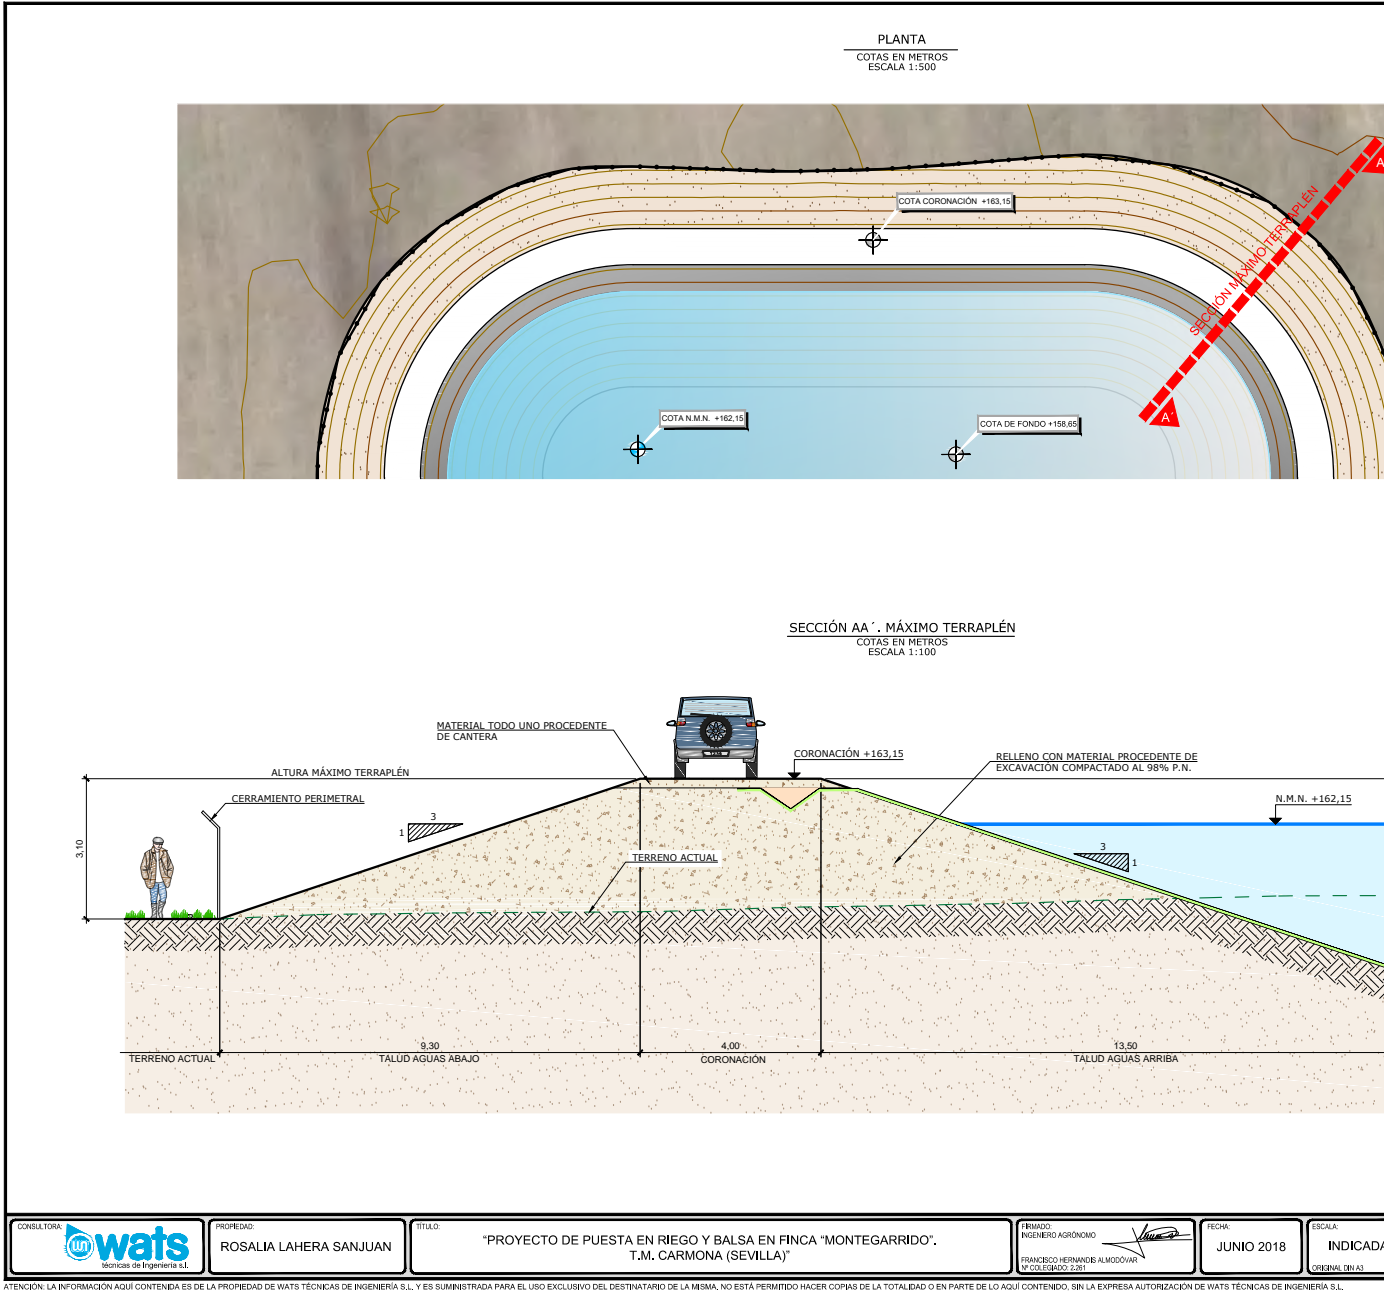 PLANTA
COTAS EN METROS
ESCALA 1:500
COTA CORONACIÓN +163,15
A
SECCIÓN MÁXIMO TERRAPLÉN
COTA N.M.N. +162,15
COTA DE FONDO +158,65
A´
SECCIÓN AA´. MÁXIMO TERRAPLÉN
COTAS EN METROS
ESCALA 1:100
MATERIAL TODO UNO PROCEDENTE
DE CANTERA
CORONACIÓN +163,15
RELLENO CON MATERIAL PROCEDENTE DE
EXCAVACIÓN COMPACTADO AL 98% P.N.
ALTURA MÁXIMO TERRAPLÉN
CERRAMIENTO PERIMETRAL
N.M.N. +162,15
3
1
3,10
TERRENO ACTUAL
3
1
9,30
4,00
13,50
TERRENO ACTUAL
TALUD AGUAS ABAJO
CORONACIÓN
TALUD AGUAS ARRIBA
CONSULTORA:
wats
técnicas de Ingeniería s.l.
PROPIEDAD:
ROSALIA LAHERA SANJUAN
TÍTULO:
“PROYECTO DE PUESTA EN RIEGO Y BALSA EN FINCA “MONTEGARRIDO”.
T.M. CARMONA (SEVILLA)”
FIRMADO:
INGENIERO AGRÓNOMO
FRANCISCO HERNANDIS ALMODÓVAR
Nº COLEGIADO: 2.261
FECHA:
JUNIO 2018
ESCALA:
INDICADA
ORIGINAL DIN A3
ATENCIÓN: LA INFORMACIÓN AQUÍ CONTENIDA ES DE LA PROPIEDAD DE WATS TÉCNICAS DE INGENIERÍA S.L. Y ES SUMINISTRADA PARA EL USO EXCLUSIVO DEL DESTINATARIO DE LA MISMA. NO ESTÁ PERMITIDO HACER COPIAS DE LA TOTALIDAD O EN PARTE DE LO AQUÍ CONTENIDO, SIN LA EXPRESA AUTORIZACIÓN DE WATS TÉCNICAS DE INGENIERÍA S.L.